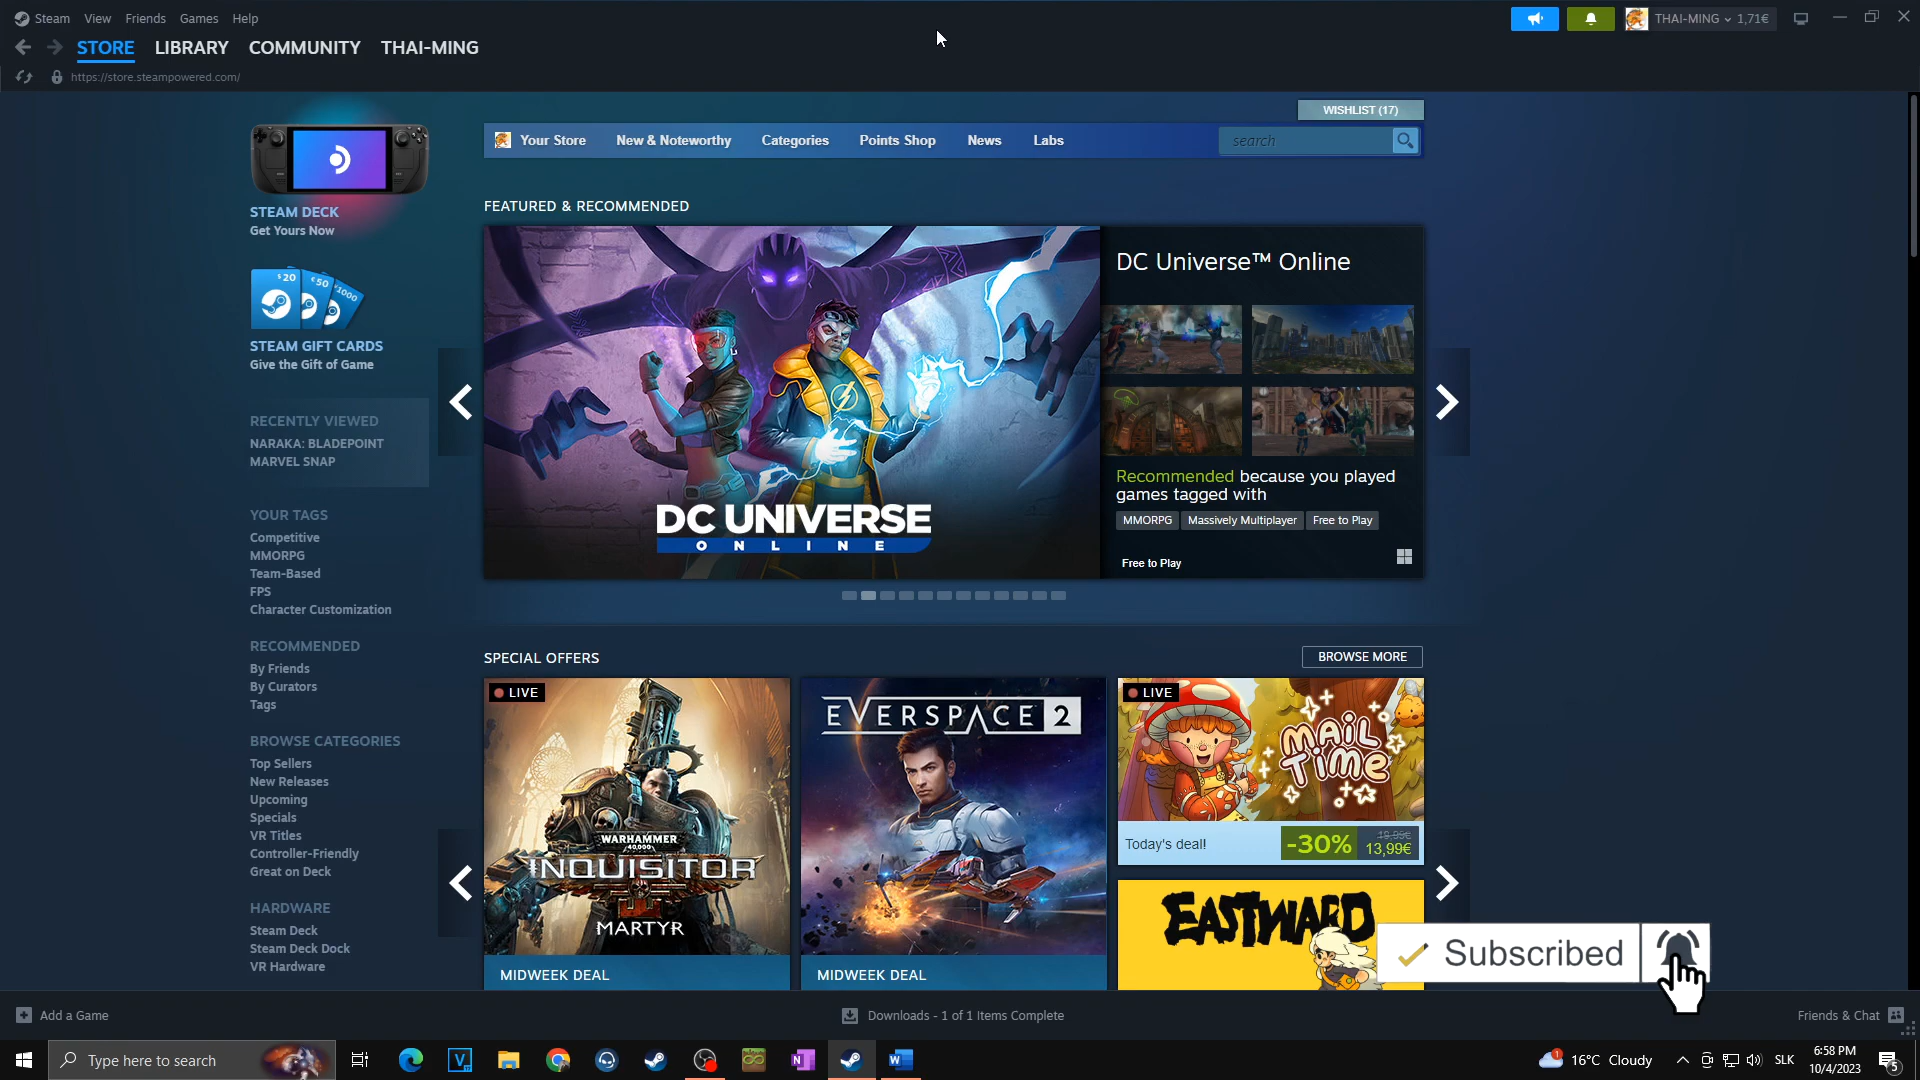 Steam View Friends Games Help
THAI-MING 1,71€
STORE LIBRARY COMMUNITY THAI-MING
https://store.steampowered.com/
WISHLIST (17)
Your Store New & Noteworthy Categories Points Shop News Labs search
STEAM DECK
Get Yours Now
$20 €50 ¥1000
STEAM GIFT CARDS
Give the Gift of Game
RECENTLY VIEWED
NARAKA: BLADEPOINT
MARVEL SNAP
YOUR TAGS
Competitive
MMORPG
Team-Based
FPS
Character Customization
RECOMMENDED
By Friends
By Curators
Tags
BROWSE CATEGORIES
Top Sellers
New Releases
Upcoming
Specials
VR Titles
Controller-Friendly
Great on Deck
HARDWARE
Steam Deck
Steam Deck Dock
VR Hardware
FEATURED & RECOMMENDED
DC UNIVERSE
ONLINE
DC Universe™ Online
Recommended because you played
games tagged with
MMORPG Massively Multiplayer Free to Play
Free to Play
SPECIAL OFFERS
BROWSE MORE
LIVE
WARHAMMER
40,000
INQUISITOR
MARTYR
MIDWEEK DEAL
EVERSPACE 2
MIDWEEK DEAL
LIVE
MAIL
TIME
Today's deal! -30% 19,99€
13,99€
EASTWARD
Subscribed
Add a Game
Downloads - 1 of 1 Items Complete
Friends & Chat
Type here to search
16°C Cloudy
SLK
6:58 PM
10/4/2023
5